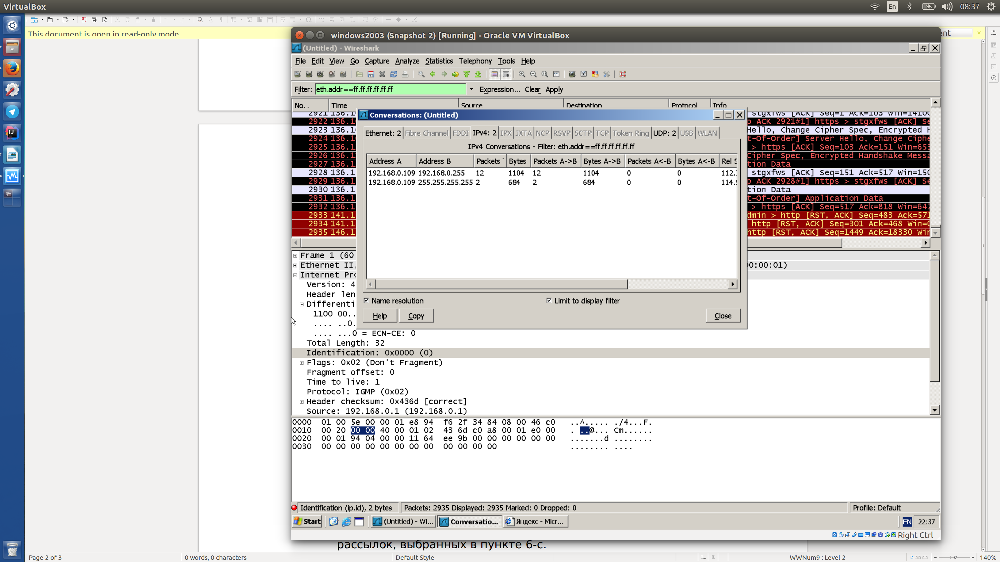 VirtualBox
En
08:37
This document is open in read-only mode
ent
windows2003 (Snapshot 2) [Running] - Oracle VM VirtualBox
(Untitled) - Wireshark
File Edit View Go Capture Analyze Statistics Telephony Tools Help
Filter: eth.addr==ff.ff.ff.ff.ff.ff Expression... Clear Apply
No. . Time Source Destination Protocol Info
2921 136.1 stgxfws [ACK] Seq=1 Ack=103 Win=14100
2922 136.1 p ACK 2921#1] https > stgxfws [ACK] Se
2923 136.1 Hello, Change Cipher Spec, Encrypted H
2924 136.1 t-Of-Order] Server Hello, Change Ciphe
2925 136.1 > https [ACK] Seq=103 Ack=151 Win=653
2926 136.1 Cipher Spec, Encrypted Handshake Messa
2927 136.1 tion Data
2928 136.1 stgxfws [ACK] Seq=151 Ack=517 Win=150
2929 136.1 p ACK 2928#1] https > stgxfws [ACK] Se
2930 136.1 tion Data
2931 136.1 t-Of-Order] Application Data
2932 136.1 > https [ACK] Seq=517 Ack=818 Win=647
2933 141.1 dmin > http [RST, ACK] Seq=483 Ack=571
2934 141.1 http [RST, ACK] Seq=301 Ack=468 Win=0
2935 146.1 http [RST, ACK] Seq=1449 Ack=18330 Win
Conversations: (Untitled)
Ethernet: 2 Fibre Channel FDDI IPv4: 2 IPX JXTA NCP RSVP SCTP TCP Token Ring UDP: 2 USB WLAN
IPv4 Conversations - Filter: eth.addr==ff.ff.ff.ff.ff.ff
Address A Address B Packets Bytes Packets A->B Bytes A->B Packets A<-B Bytes A<-B Rel S
192.168.0.109 192.168.0.255 12 1104 12 1104 0 0 112.
192.168.0.109 255.255.255.255 2 684 2 684 0 0 114.9
Name resolution Limit to display filter
Help Copy Close
Frame 1 (60
Ethernet II, 00:00:01)
Internet Pro
Version: 4
Header len
Differenti
1100 00..
.... ..0.
.... ...0 = ECN-CE: 0
Total Length: 32
Identification: 0x0000 (0)
Flags: 0x02 (Don't Fragment)
Fragment offset: 0
Time to live: 1
Protocol: IGMP (0x02)
Header checksum: 0x436d [correct]
Source: 192.168.0.1 (192.168.0.1)
0000 01 00 5e 00 00 01 e8 94 f6 2f 34 84 08 00 46 c0 ..^..... ./4...F.
0010 00 20 00 00 40 00 01 02 43 6d c0 a8 00 01 e0 00 . ..@... Cm......
0020 00 01 94 04 00 00 11 64 ee 9b 00 00 00 00 00 00 .......d ........
0030 00 00 00 00 00 00 00 00 00 00 00 00 ........ ....
Identification (ip.id), 2 bytes Packets: 2935 Displayed: 2935 Marked: 0 Dropped: 0 Profile: Default
Start (Untitled) - Wi... Conversatio... Яндекс - Micr... EN 22:37
Right Ctrl
рассылок, выбранных в пункте 6-с.
Page 2 of 3 0 words, 0 characters Default Style WWNum9 : Level 2 140%